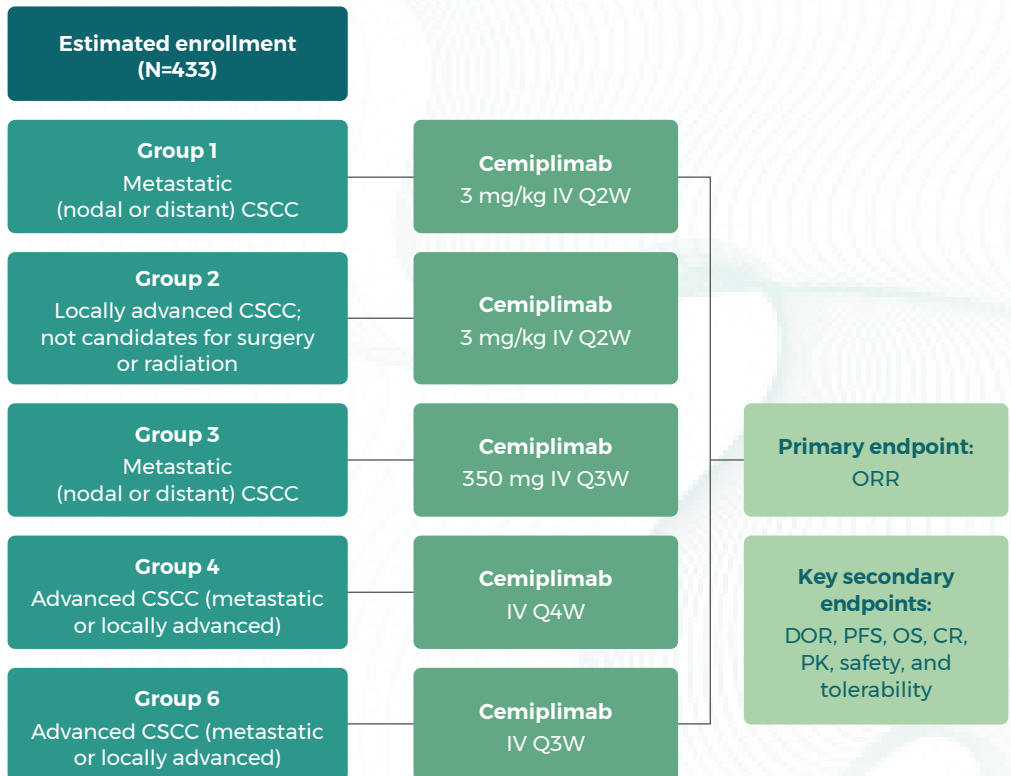 Estimated enrollment
(N=433)
Group 1
Metastatic
(nodal or distant) CSCC
Cemiplimab
3 mg/kg IV Q2W
Group 2
Locally advanced CSCC;
not candidates for surgery
or radiation
Cemiplimab
3 mg/kg IV Q2W
Group 3
Metastatic
(nodal or distant) CSCC
Cemiplimab
350 mg IV Q3W
Primary endpoint:
ORR
Group 4
Advanced CSCC (metastatic
or locally advanced)
Cemiplimab
IV Q4W
Key secondary
endpoints:
DOR, PFS, OS, CR,
PK, safety, and
tolerability
Group 6
Advanced CSCC (metastatic
or locally advanced)
Cemiplimab
IV Q3W